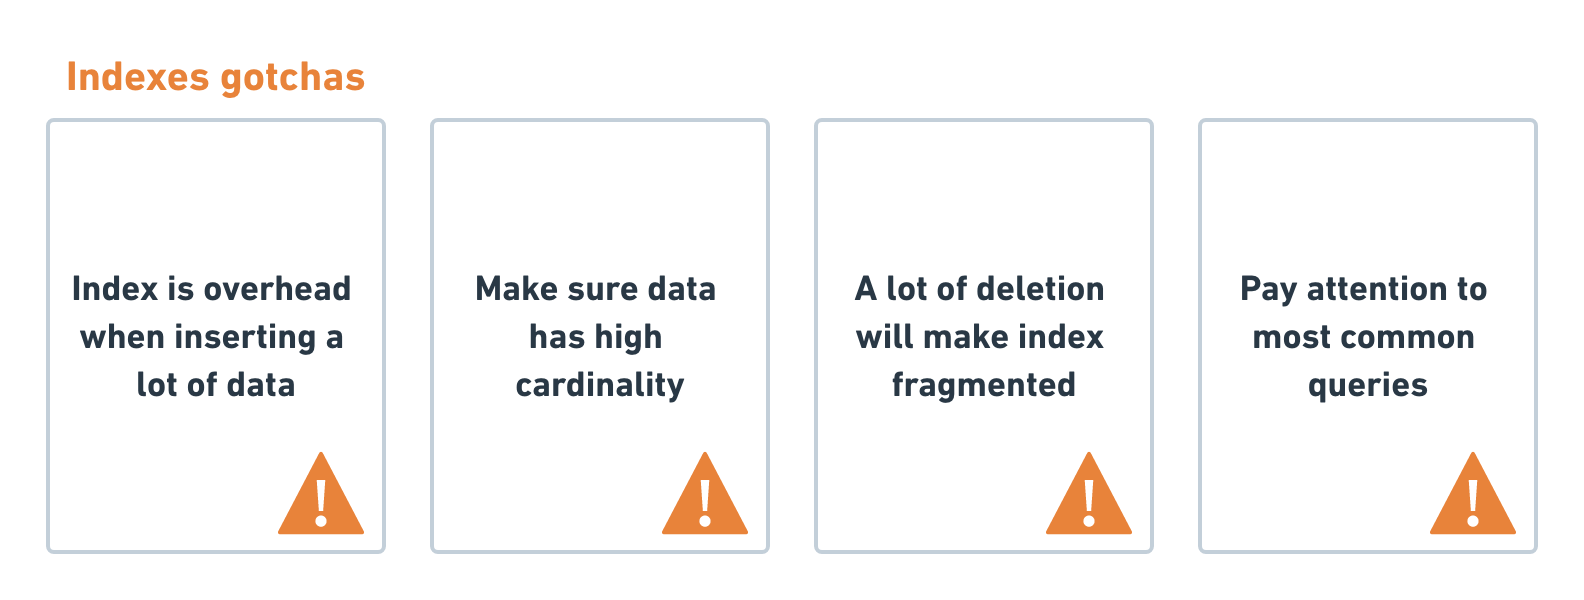 Indexes gotchas
Index is overhead
when inserting a
lot of data
Make sure data
has high
cardinality
A lot of deletion
will make index
fragmented
Pay attention to
most common
queries